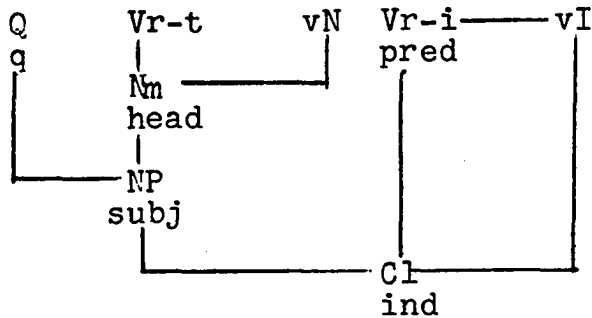 Q Vr-t vN Vr-i vI
q pred
Nm
head
NP
subj
Cl
ind